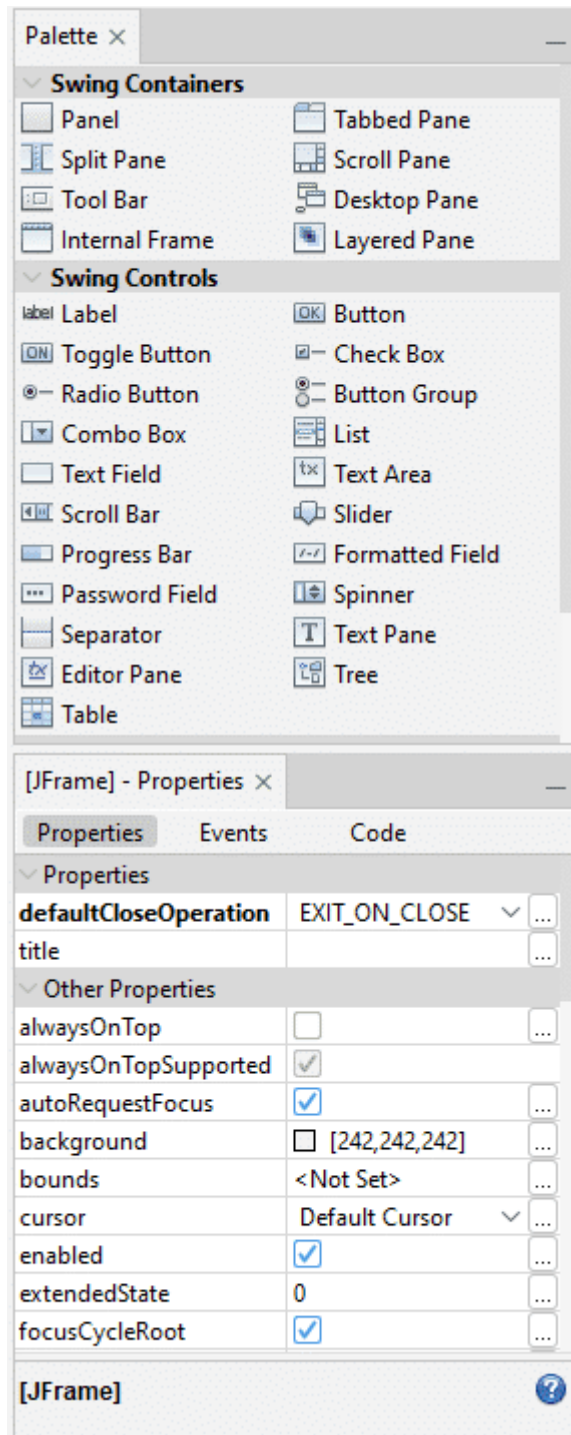 Palette ×
Swing Containers
Panel Tabbed Pane
Split Pane Scroll Pane
Tool Bar Desktop Pane
Internal Frame Layered Pane
Swing Controls
label Label OK Button
ON Toggle Button Check Box
Radio Button Button Group
Combo Box List
Text Field tx Text Area
Scroll Bar Slider
Progress Bar Formatted Field
Password Field Spinner
Separator T Text Pane
Editor Pane Tree
Table
[JFrame] - Properties ×
Properties Events Code
Properties
defaultCloseOperation EXIT_ON_CLOSE ...
title ...
Other Properties
alwaysOnTop ...
alwaysOnTopSupported
autoRequestFocus ...
background [242,242,242] ...
bounds <Not Set> ...
cursor Default Cursor ...
enabled ...
extendedState 0 ...
focusCycleRoot ...
[JFrame] ?